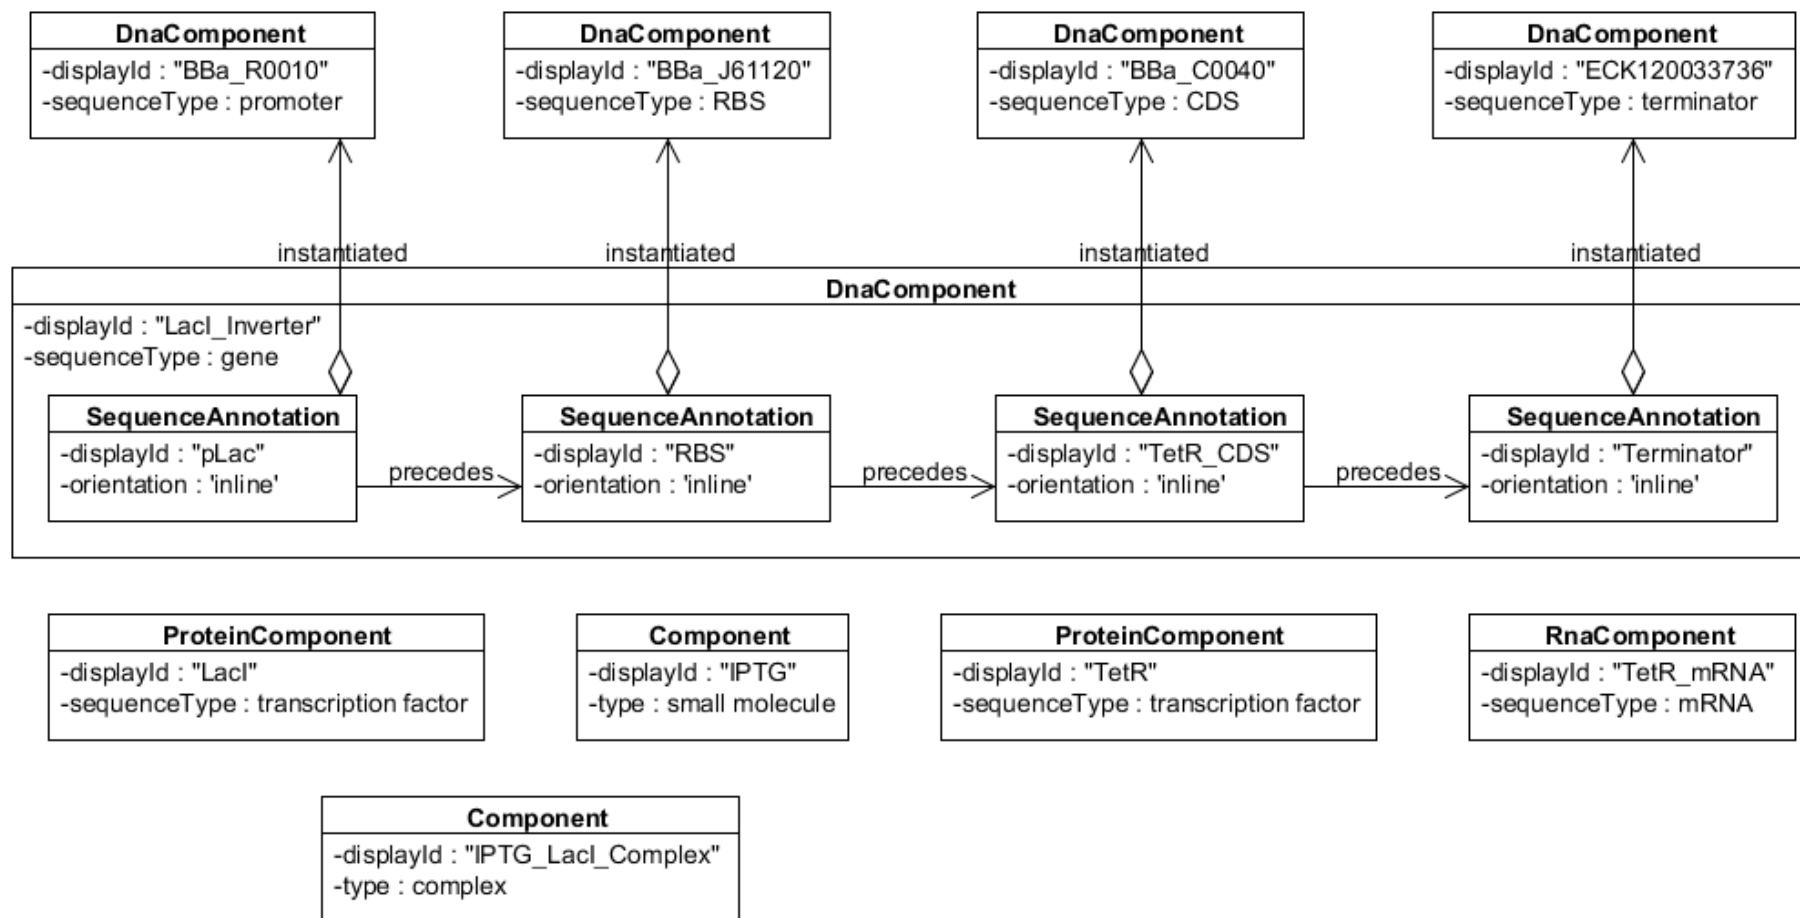 DnaComponent
-displayId : "BBa_R0010"
-sequenceType : promoter
DnaComponent
-displayId : "BBa_J61120"
-sequenceType : RBS
DnaComponent
-displayId : "BBa_C0040"
-sequenceType : CDS
DnaComponent
-displayId : "ECK120033736"
-sequenceType : terminator
instantiated
instantiated
instantiated
instantiated
DnaComponent
-displayId : "LacI_Inverter"
-sequenceType : gene
SequenceAnnotation
-displayId : "pLac"
-orientation : 'inline'
precedes
SequenceAnnotation
-displayId : "RBS"
-orientation : 'inline'
precedes
SequenceAnnotation
-displayId : "TetR_CDS"
-orientation : 'inline'
precedes
SequenceAnnotation
-displayId : "Terminator"
-orientation : 'inline'
ProteinComponent
-displayId : "LacI"
-sequenceType : transcription factor
Component
-displayId : "IPTG"
-type : small molecule
ProteinComponent
-displayId : "TetR"
-sequenceType : transcription factor
RnaComponent
-displayId : "TetR_mRNA"
-sequenceType : mRNA
Component
-displayId : "IPTG_LacI_Complex"
-type : complex